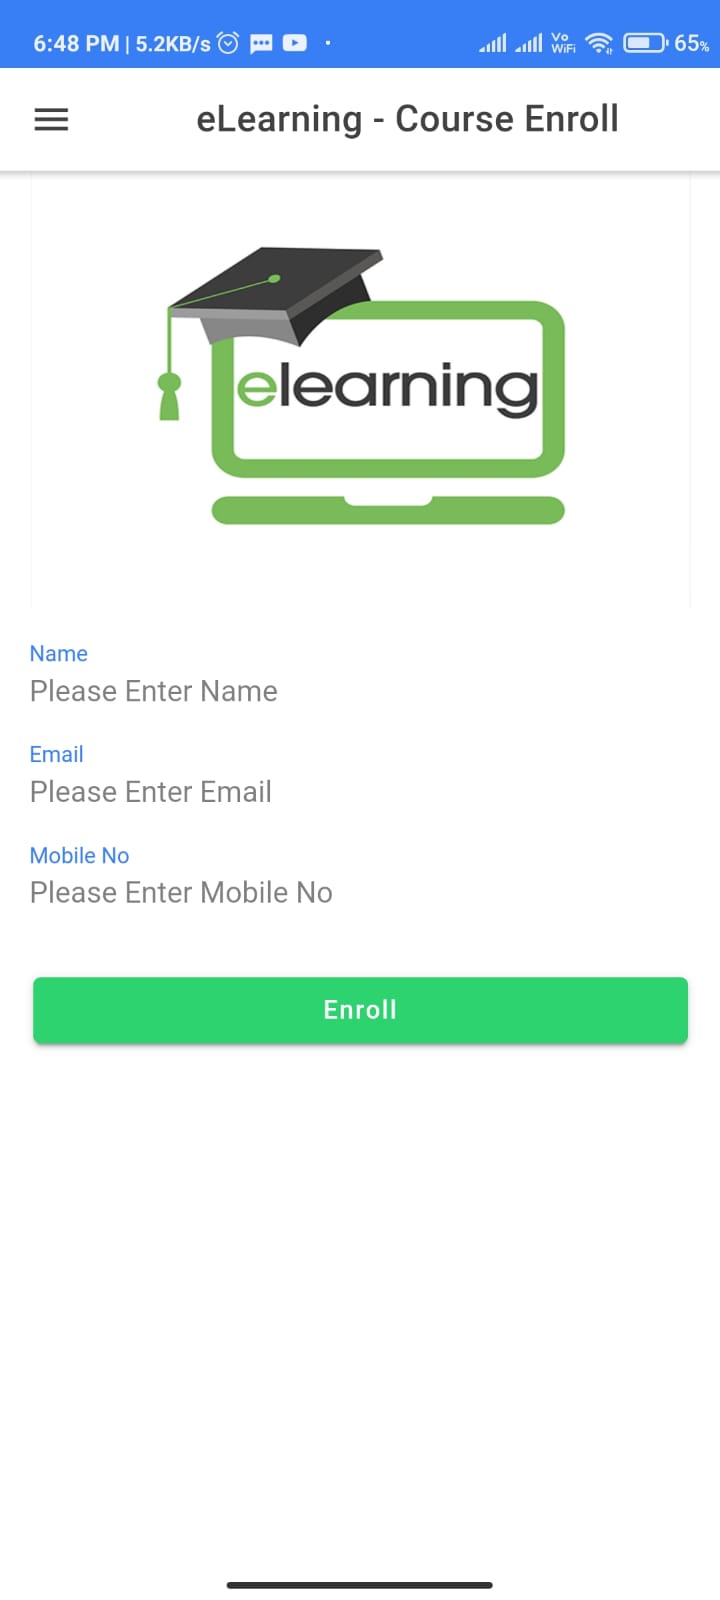 6:48 PM | 5.2KB/s Vo WiFi 65%
eLearning - Course Enroll
elearning
Name
Please Enter Name
Email
Please Enter Email
Mobile No
Please Enter Mobile No
Enroll